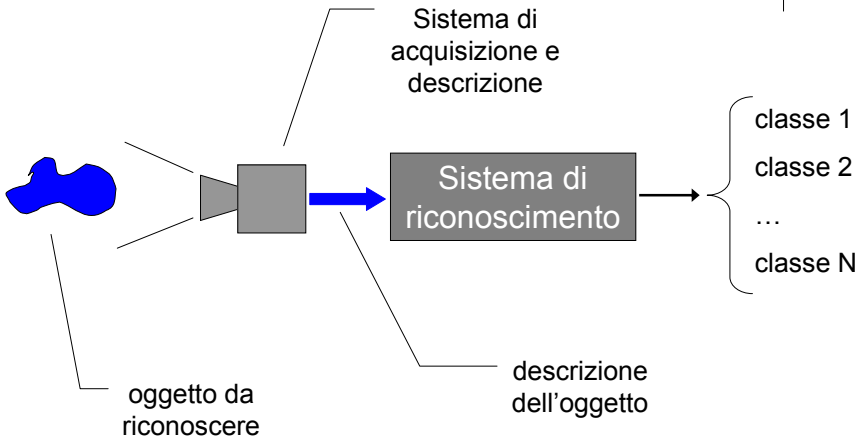 Sistema di
acquisizione e
descrizione
classe 1
classe 2
Sistema di
riconoscimento
…
classe N
descrizione
dell’oggetto
oggetto da
riconoscere